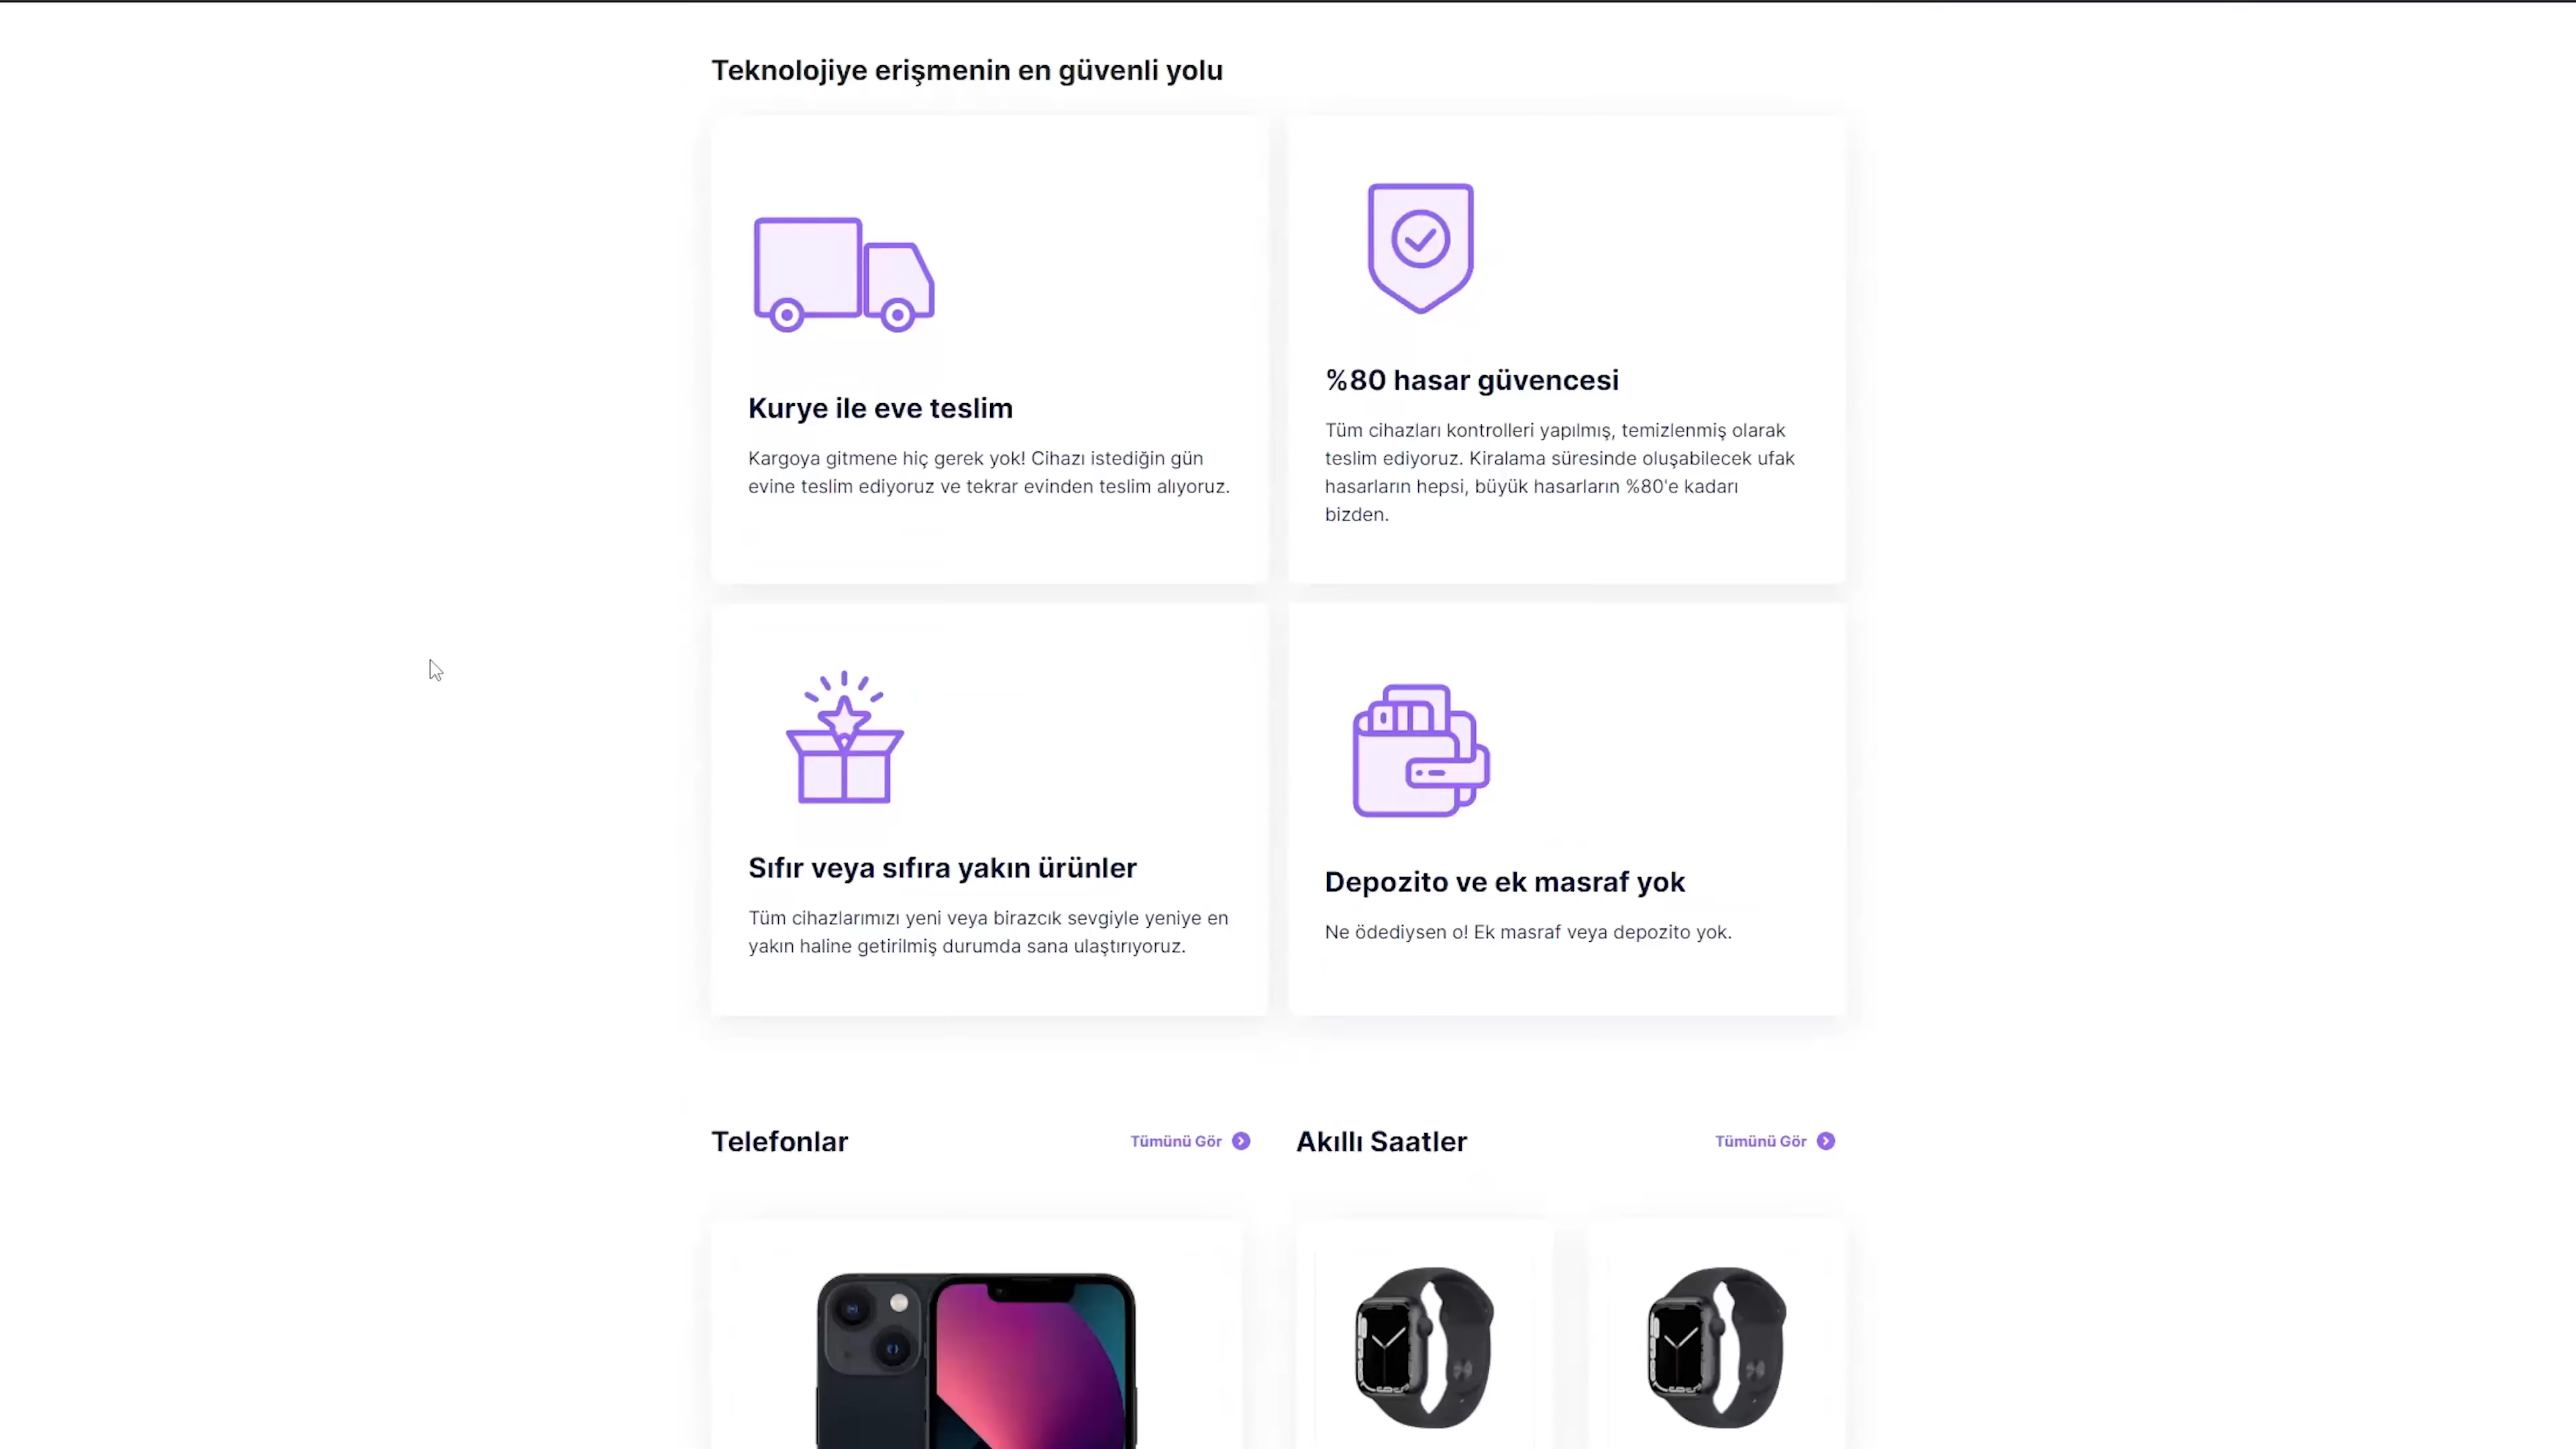 Teknolojiye erişmenin en güvenli yolu
Kurye ile eve teslim
Kargoya gitmene hiç gerek yok! Cihazı istediğin gün
evine teslim ediyoruz ve tekrar evinden teslim alıyoruz.
%80 hasar güvencesi
Tüm cihazları kontrolleri yapılmış, temizlenmiş olarak
teslim ediyoruz. Kiralama süresinde oluşabilecek ufak
hasarların hepsi, büyük hasarların %80'e kadarı
bizden.
Sıfır veya sıfıra yakın ürünler
Tüm cihazlarımızı yeni veya birazcık sevgiyle yeniye en
yakın haline getirilmiş durumda sana ulaştırıyoruz.
Depozito ve ek masraf yok
Ne ödediysen o! Ek masraf veya depozito yok.
Telefonlar
Tümünü Gör
Akıllı Saatler
Tümünü Gör